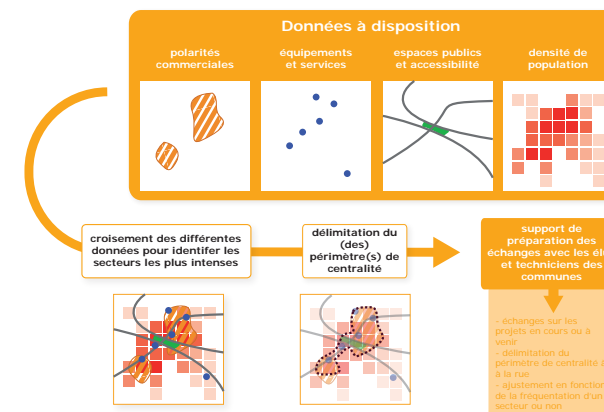 Données à disposition
polarités
commerciales
équipements
et services
espaces publics
et accessibilité
densité de
population
croisement des différentes
données pour identifer les
secteurs les plus intenses
délimitation du
(des)
périmètre(s) de
centralité
support de
préparation des
échanges avec les
et techniciens des
communes
- échanges sur les
projets en cours ou à
venir
- délimitation du
périmètre de centralité
à la rue
- ajustement en fonction
de la fréquentation d'un
secteur ou non